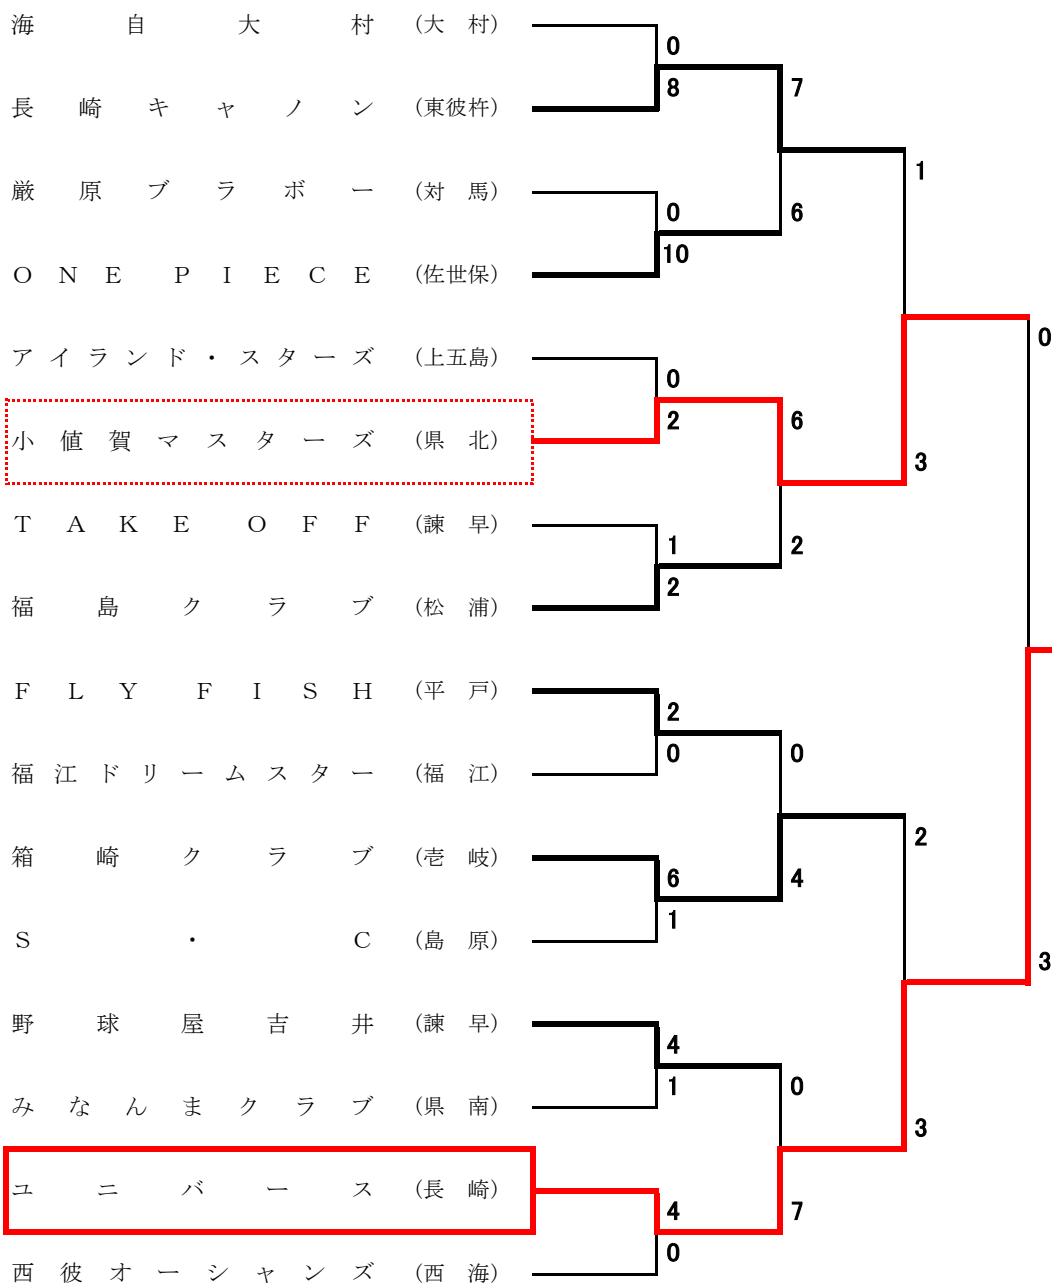 海自大村（大村）
0
8
7
長崎キャノン（東彼杵）
1
厳原ブラボー（対馬）
0
6
10
ONE PIECE（佐世保）
0
アイランド・スターズ（上五島）
0
2
6
小値賀マスターズ（県北）
3
TAKE OFF（諫早）
1
2
2
福島クラブ（松浦）
FLY FISH（平戸）
2
0
0
福江ドリームスター（福江）
2
箱崎クラブ（壱岐）
6
4
1
S・C（島原）
3
野球屋吉井（諫早）
4
1
0
みなんまクラブ（県南）
3
ユニバース（長崎）
4
7
0
西彼オーシャンズ（西海）